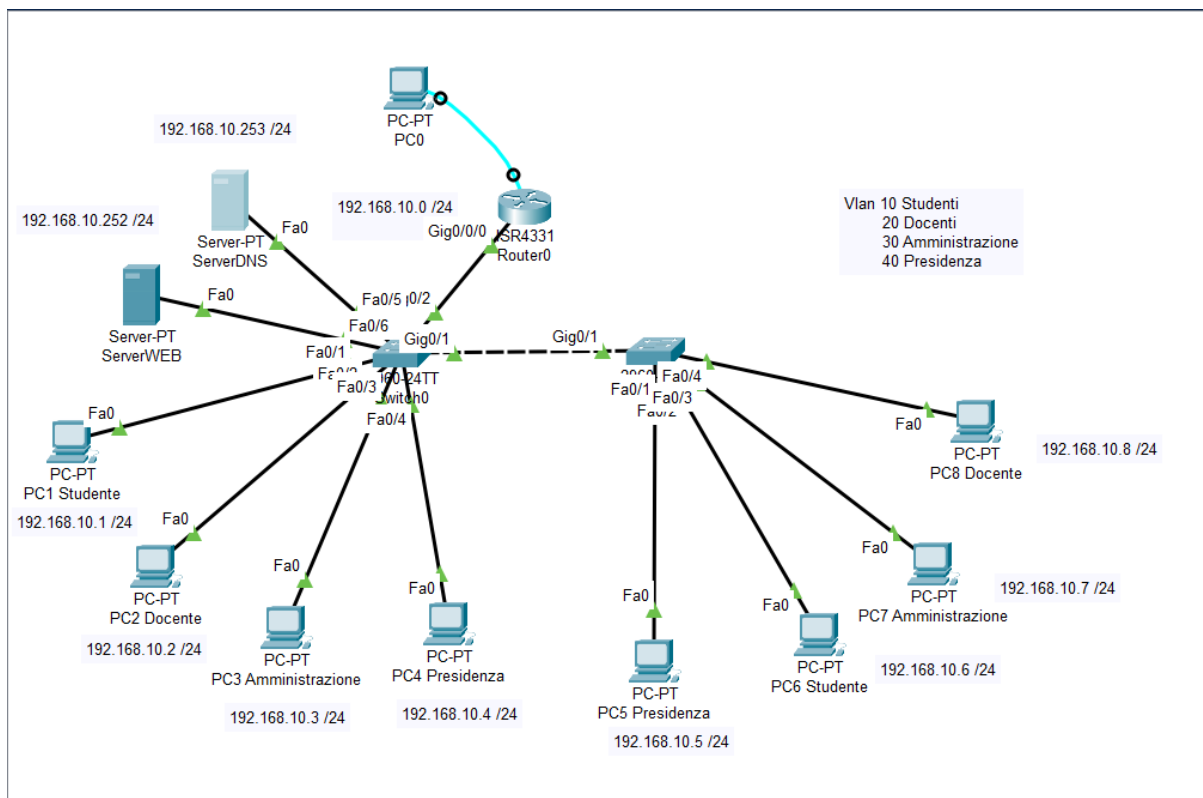 PC-PT
PC0
192.168.10.253 /24
192.168.10.252 /24
192.168.10.0 /24
Gig0/0/0
ISR4331
Router0
Vlan 10 Studenti
20 Docenti
30 Amministrazione
40 Presidenza
Fa0
Server-PT
ServerDNS
Fa0
Server-PT
ServerWEB
Fa0/5
Fa0/6
Fa0/1
Fa0/3
Fa0/4
Gig0/1
Gig0/1
Fa0/4
Fa0/1
Fa0/3
Fa0/2
Fa0
PC-PT
PC1 Studente
192.168.10.1 /24
Fa0
PC-PT
PC2 Docente
192.168.10.2 /24
Fa0
PC-PT
PC3 Amministrazione
192.168.10.3 /24
Fa0
PC-PT
PC4 Presidenza
192.168.10.4 /24
Fa0
PC-PT
PC5 Presidenza
192.168.10.5 /24
Fa0
PC-PT
PC6 Studente
192.168.10.6 /24
Fa0
PC-PT
PC7 Amministrazione
192.168.10.7 /24
Fa0
PC-PT
PC8 Docente
192.168.10.8 /24